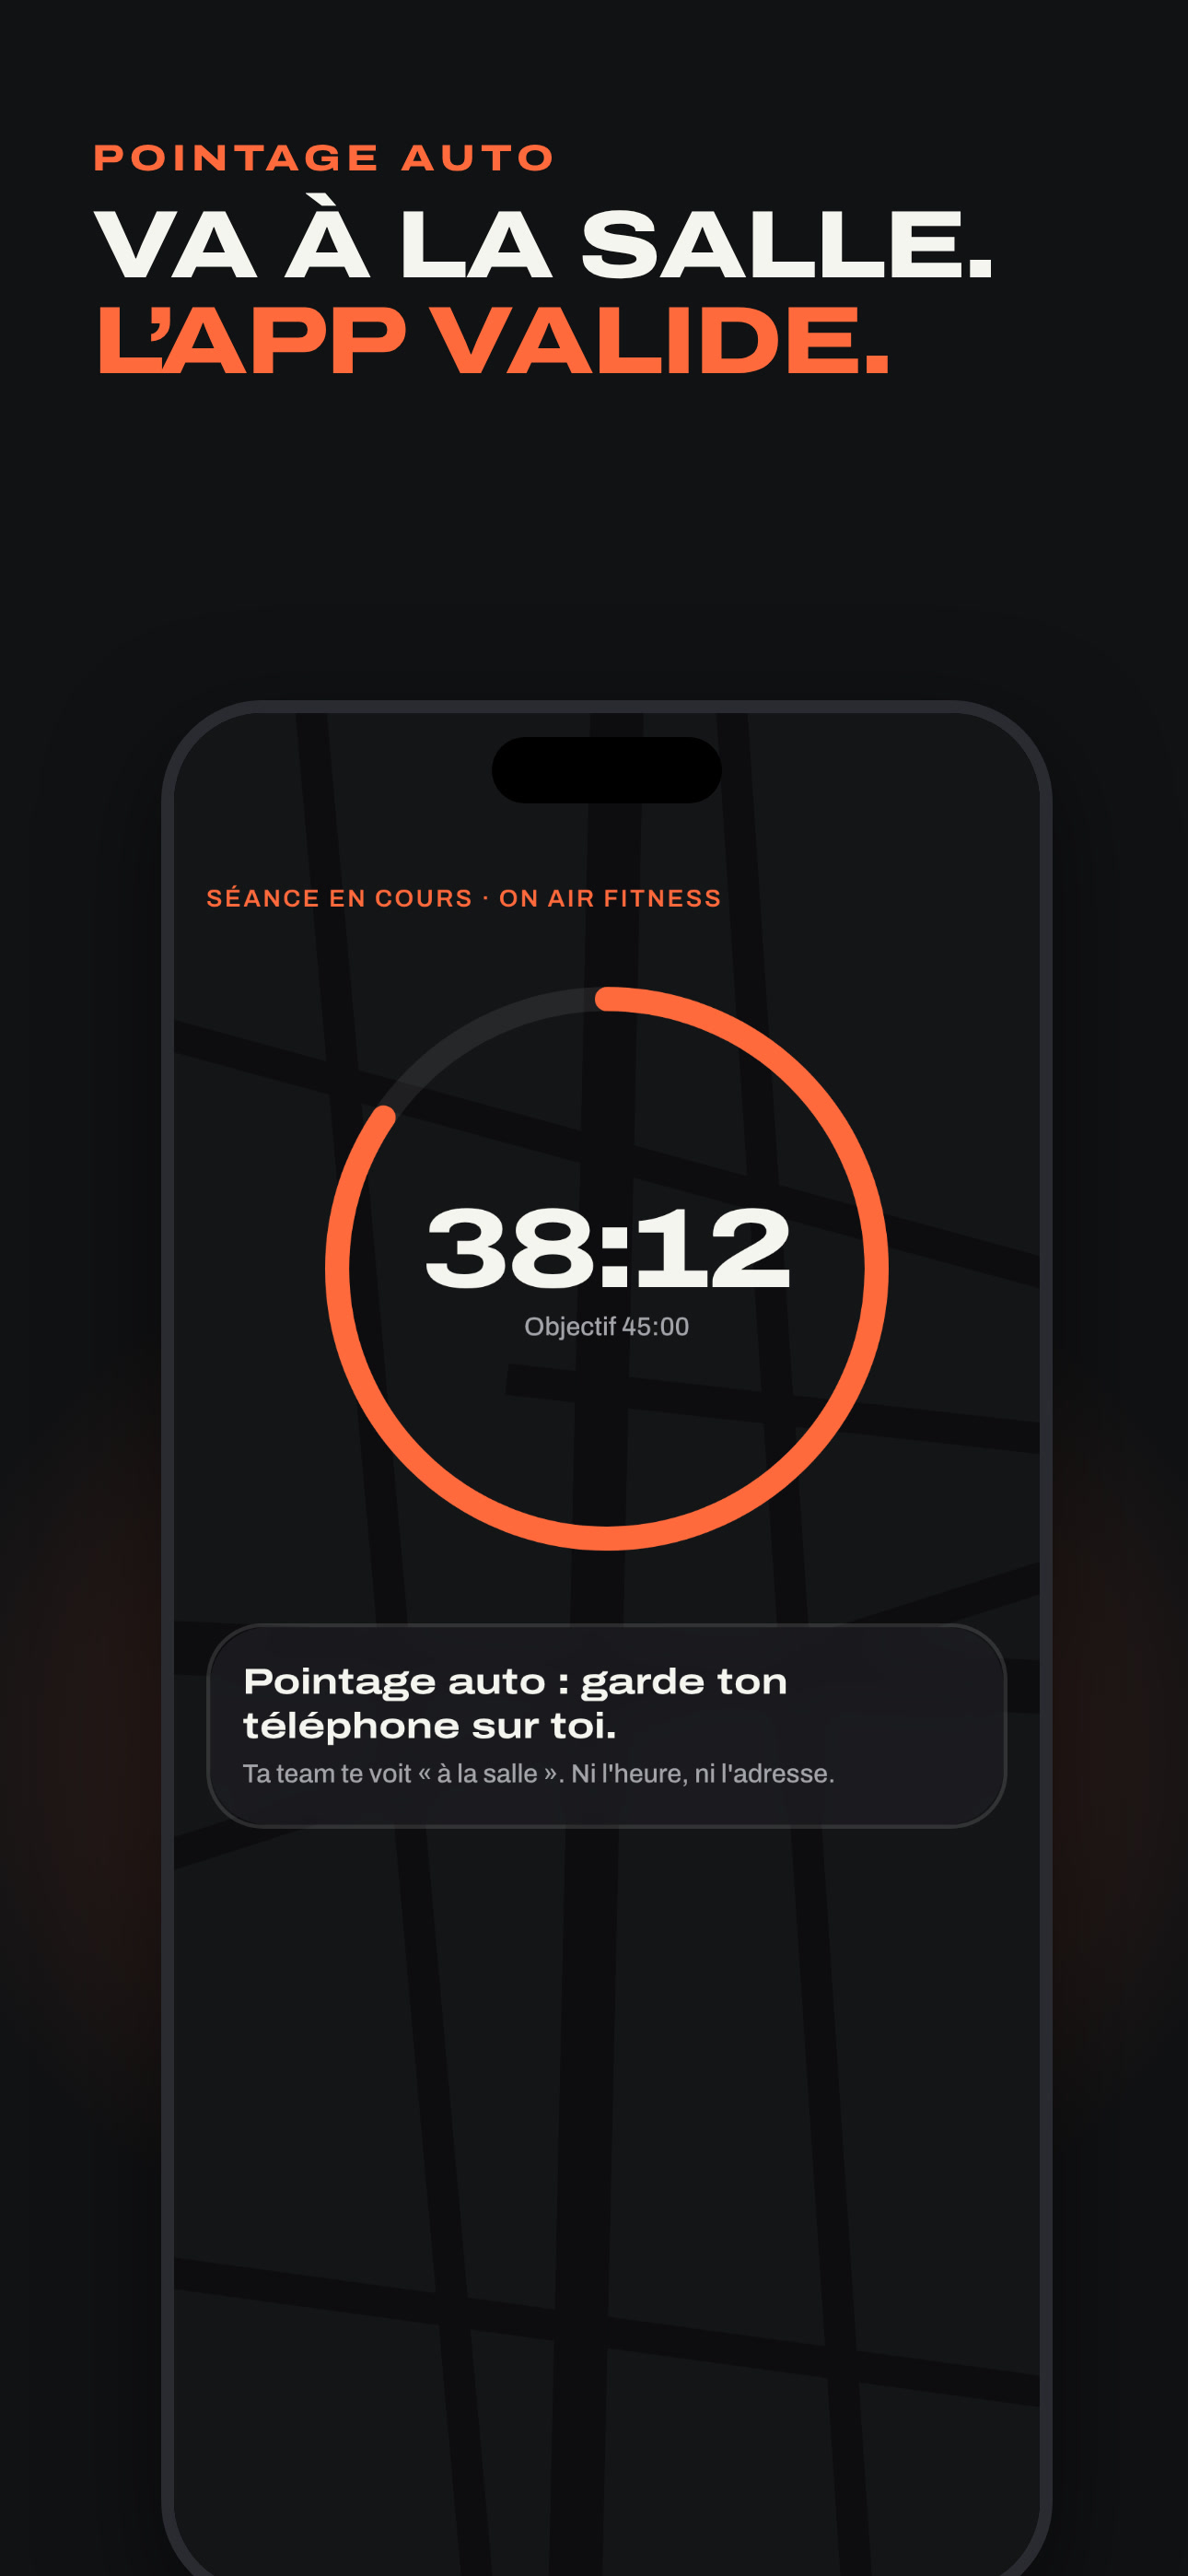 POINTAGE AUTO
VA À LA SALLE.
L’APP VALIDE.
SÉANCE EN COURS · ON AIR FITNESS
38:12
Objectif 45:00
Pointage auto : garde ton
téléphone sur toi.
Ta team te voit « à la salle ». Ni l'heure, ni l'adresse.